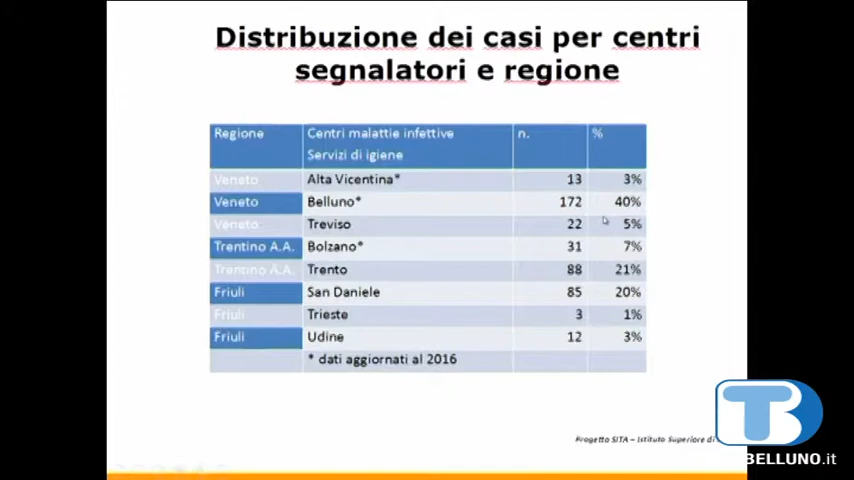 Distribuzione dei casi per centri
segnalatori e regione
Regione Centri malattie infettive n. %
Servizi di igiene
Veneto Alta Vicentina* 13 3%
Veneto Belluno* 172 40%
Veneto Treviso 22 5%
Trentino A.A. Bolzano* 31 7%
Trentino A.A. Trento 88 21%
Friuli San Daniele 85 20%
Friuli Trieste 3 1%
Friuli Udine 12 3%
* dati aggiornati al 2016
Progetto SITA – Istituto Superiore di
TB
BELLUNO.it